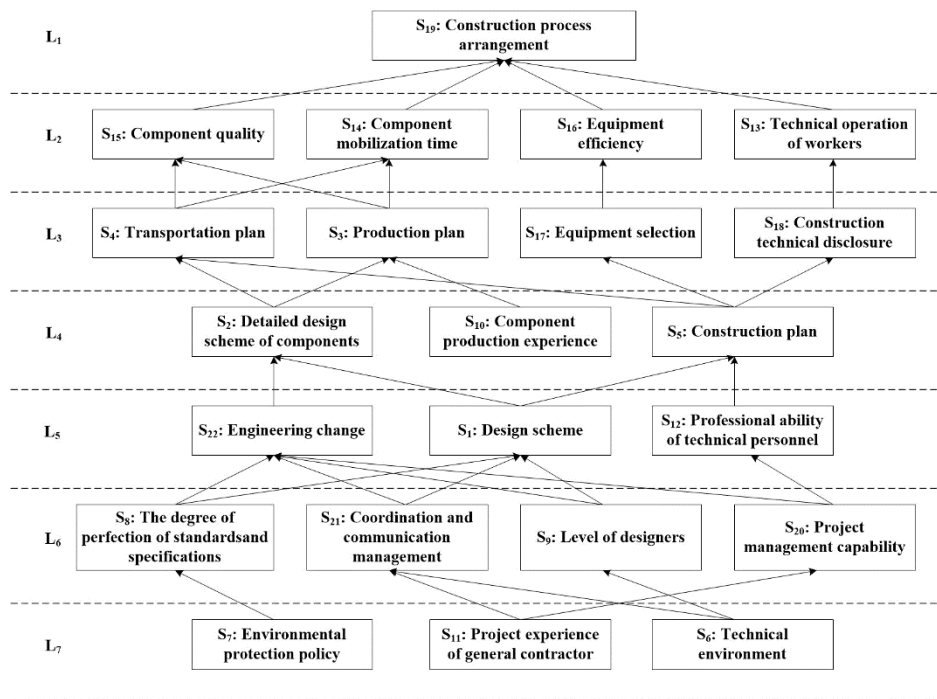 L₁
S₁₉: Construction process
arrangement
L₂
S₁₅: Component quality
S₁₄: Component
mobilization time
S₁₆: Equipment
efficiency
S₁₃: Technical operation
of workers
L₃
S₄: Transportation plan
S₃: Production plan
S₁₇: Equipment selection
S₁₈: Construction
technical disclosure
L₄
S₂: Detailed design
scheme of components
S₁₀: Component
production experience
S₅: Construction plan
L₅
S₂₂: Engineering change
S₁: Design scheme
S₁₂: Professional ability
of technical personnel
L₆
S₈: The degree of
perfection of standardsand
specifications
S₂₁: Coordination and
communication
management
S₉: Level of designers
S₂₀: Project
management capability
L₇
S₇: Environmental
protection policy
S₁₁: Project experience
of general contractor
S₆: Technical
environment